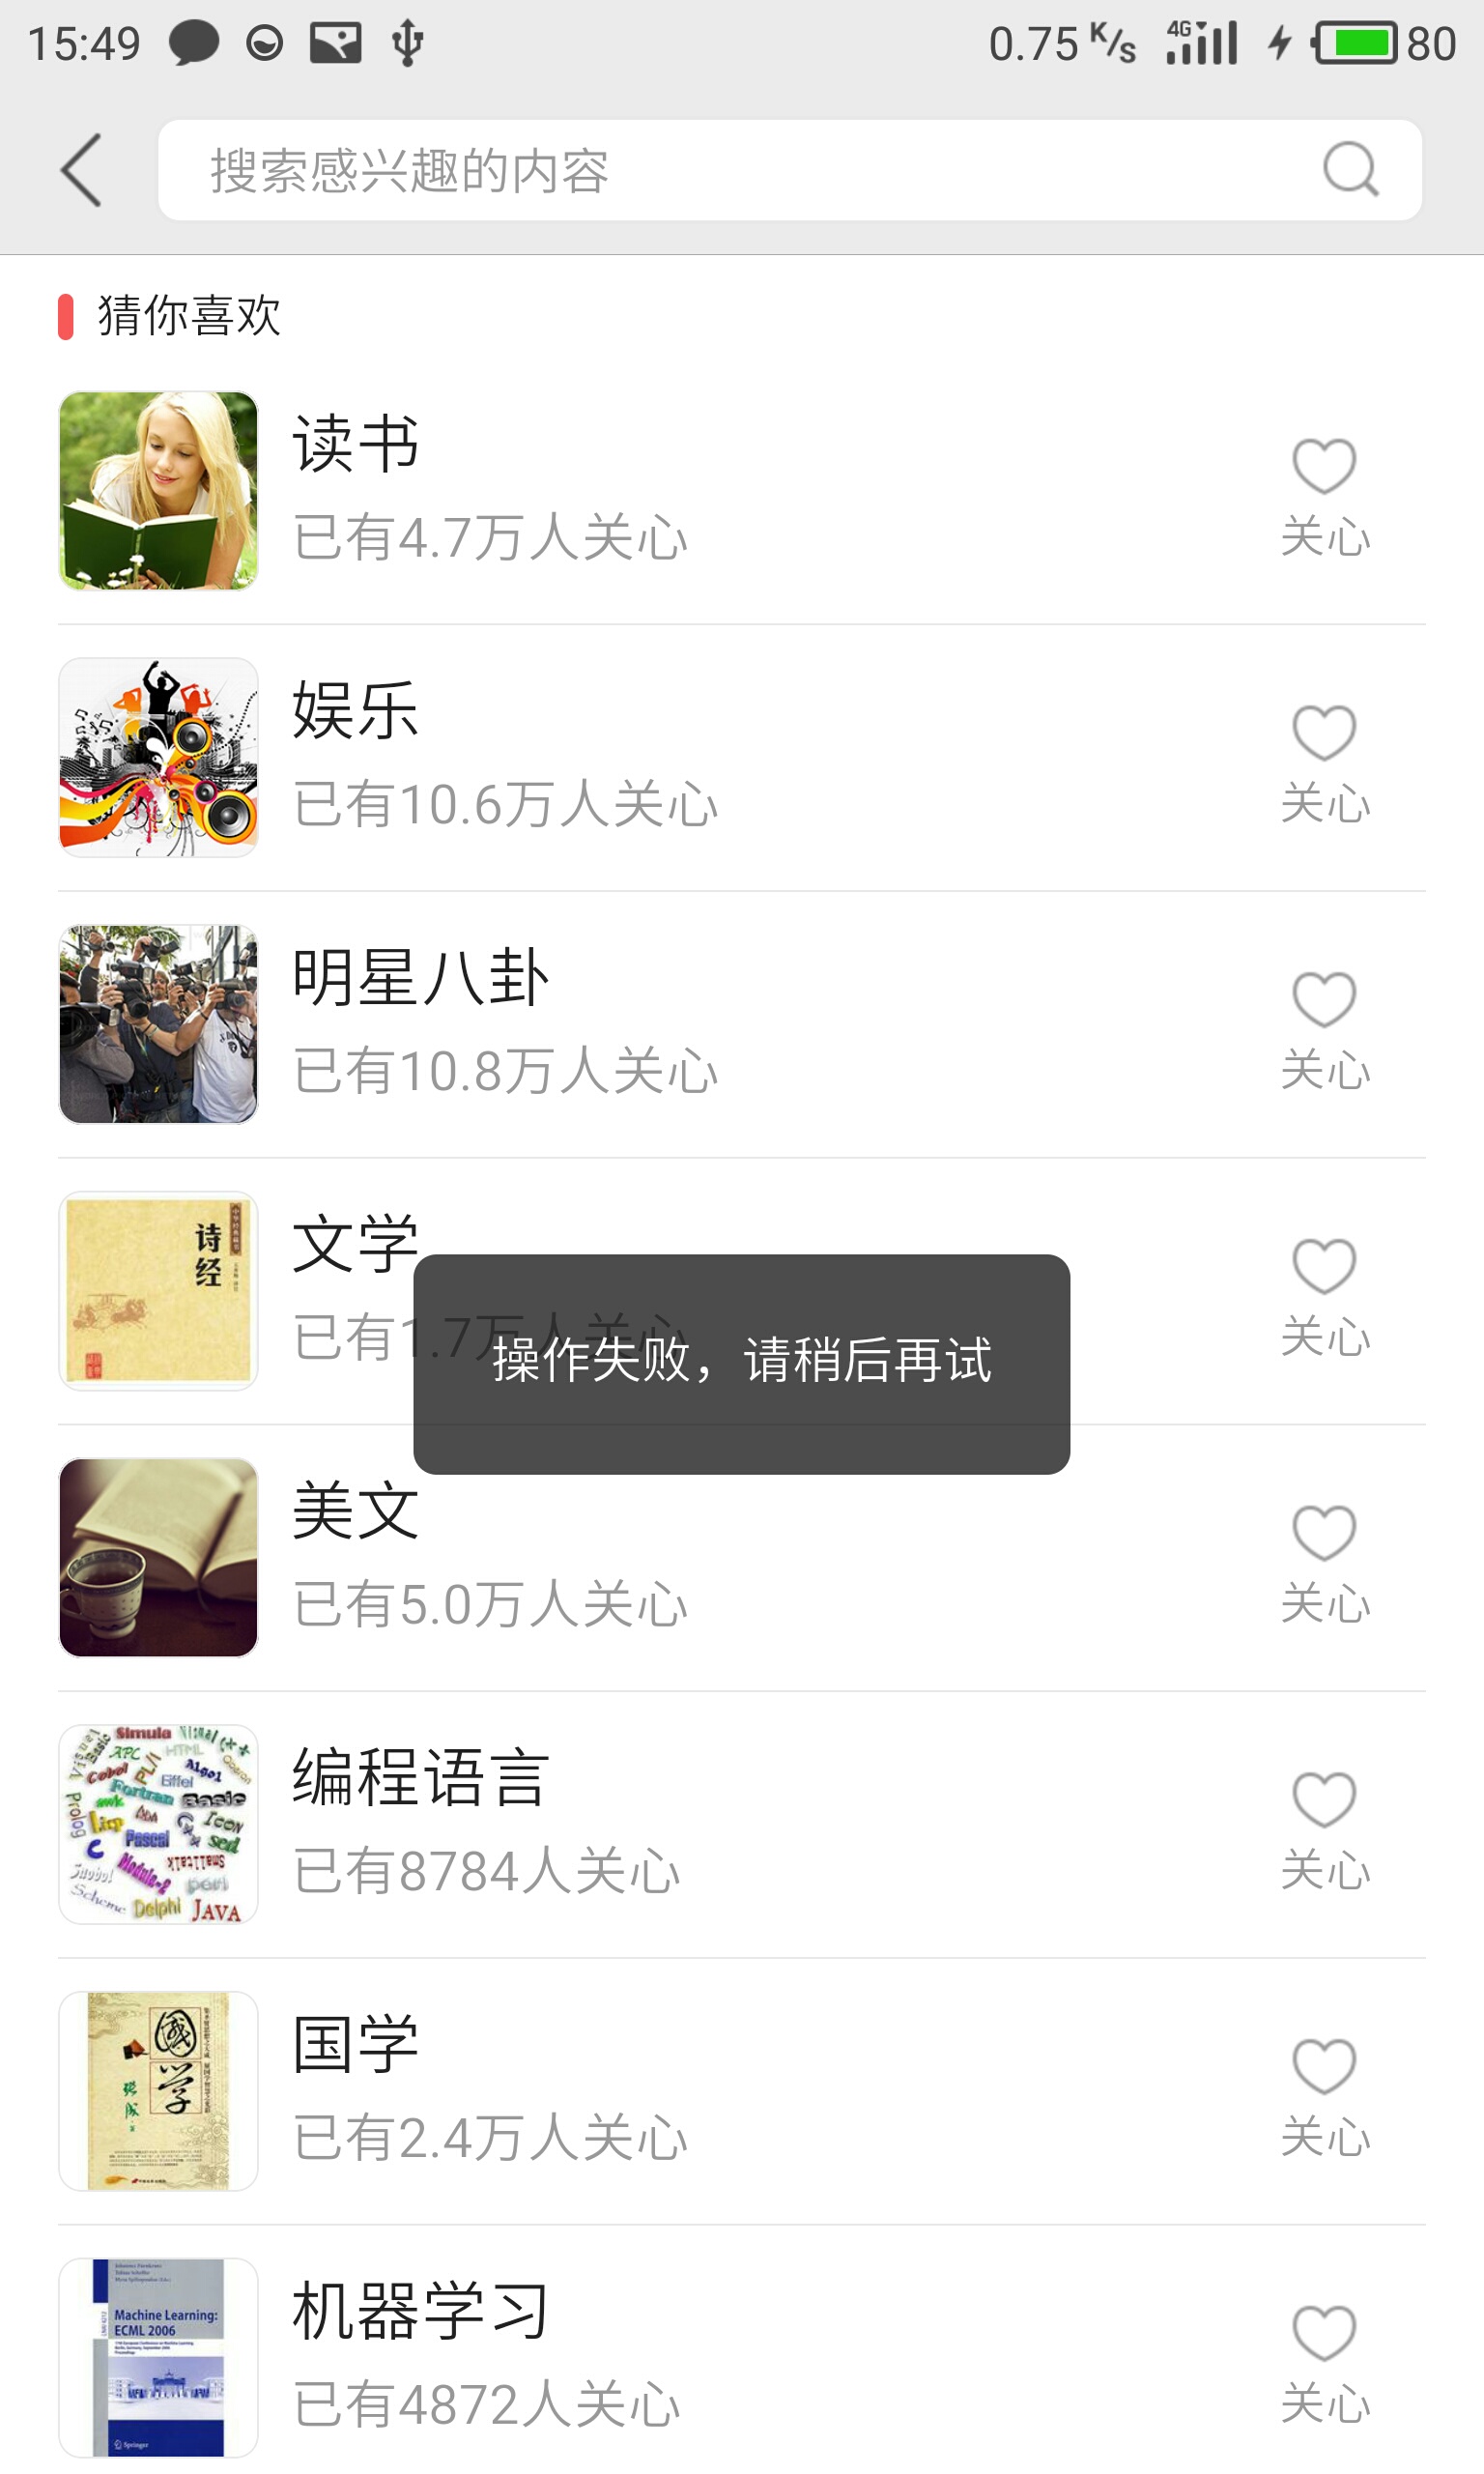 15:49 0.75 K/s 4G 80
搜索感兴趣的内容
猜你喜欢
读书
已有4.7万人关心
关心
娱乐
已有10.6万人关心
关心
明星八卦
已有10.8万人关心
关心
诗经
文学
已有1.7万人关心
关心
操作失败，请稍后再试
美文
已有5.0万人关心
关心
Simula
APL
HTML
Cobol
PL/I
Algol
Eiffel
Fortran
awk
Basic
Prolog
Lisp
Ada
C++
Icon
Pascal
sed
C
Modula-2
Smalltalk
Snobol
perl
Scheme
Delphi
JAVA
编程语言
已有8784人关心
关心
國学
国学
已有2.4万人关心
关心
Machine Learning:
ECML 2006
Springer
机器学习
已有4872人关心
关心